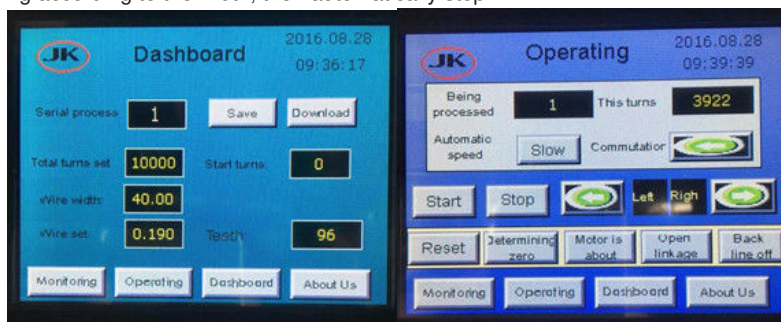 JK Dashboard 2016.08.28
09:36:17
Serial process 1 Save Download
Total turns set 10000 Start turns: 0
Wire width: 40.00
Wire set: 0.190 Teeth: 96
Monitoring Operating Dashboard About Us
JK Operating 2016.08.28
09:39:39
Being
processed 1 This turns 3922
Automatic
speed Slow Commutatior
Start Stop Left Righ
Reset Determining
zero Motor is
about Open
linkage Back
line off
Monitoring Operating Dashboard About Us